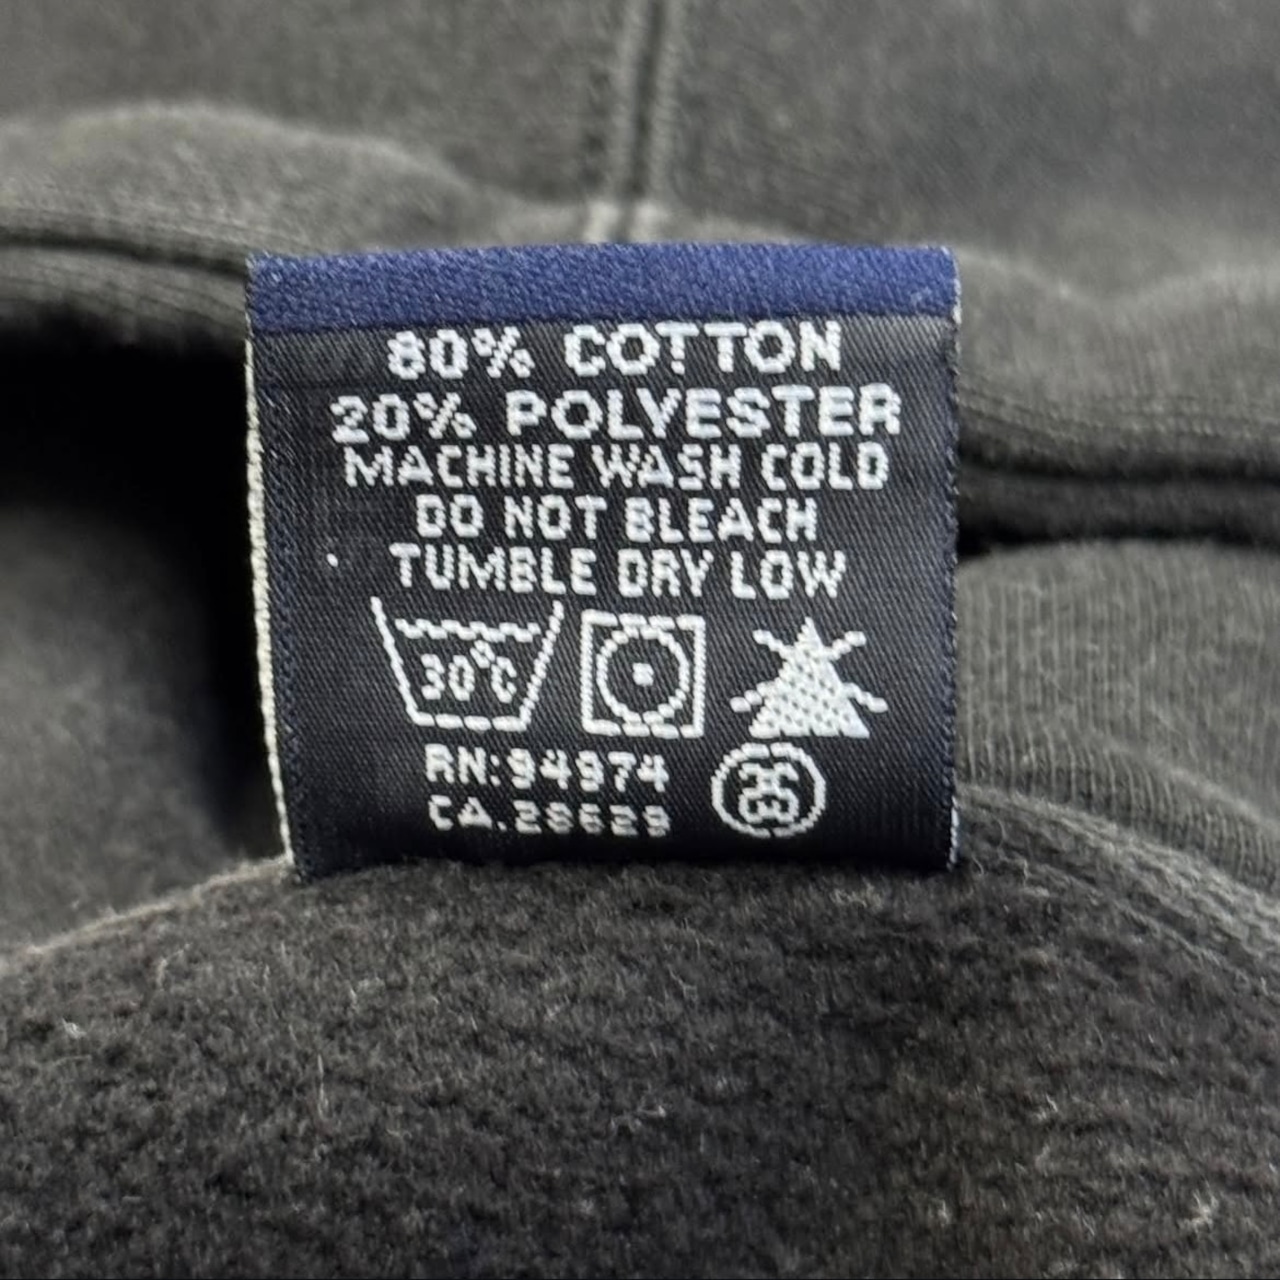 80% COTTON
20% POLYESTER
MACHINE WASH COLD
DO NOT BLEACH
TUMBLE DRY LOW
30°C
RN:94974
CA.28629